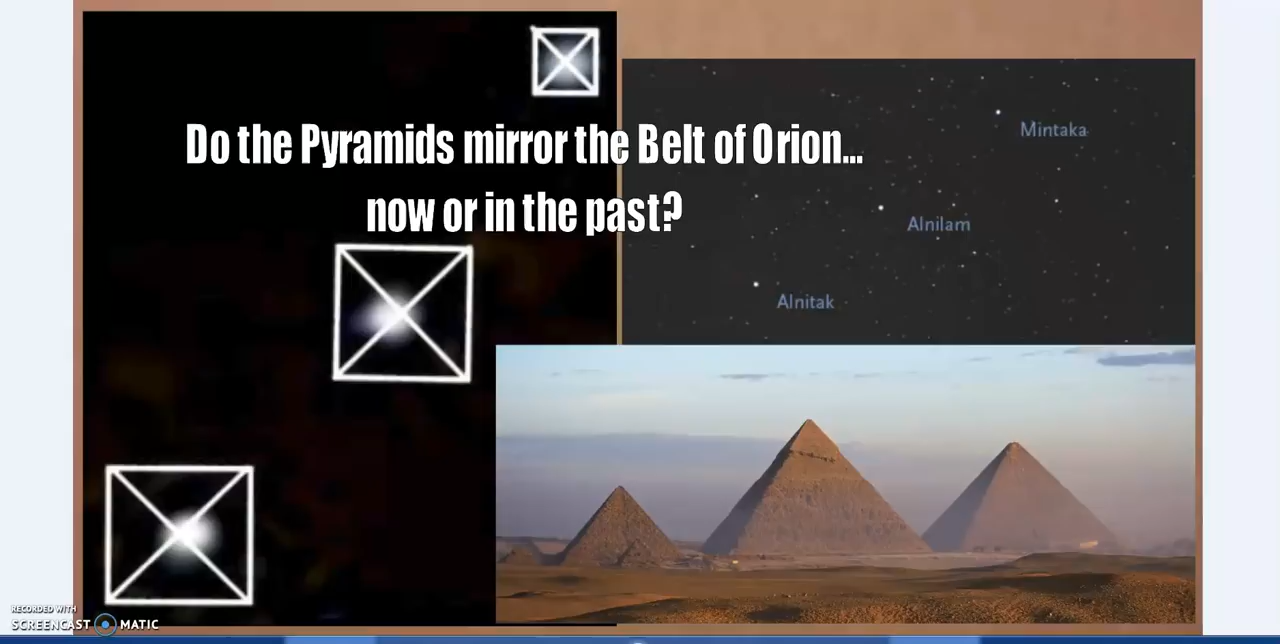 Do the Pyramids mirror the Belt of Orion...
now or in the past?
Mintaka
Alnilam
Alnitak
RECORDED WITH
SCREENCAST MATIC